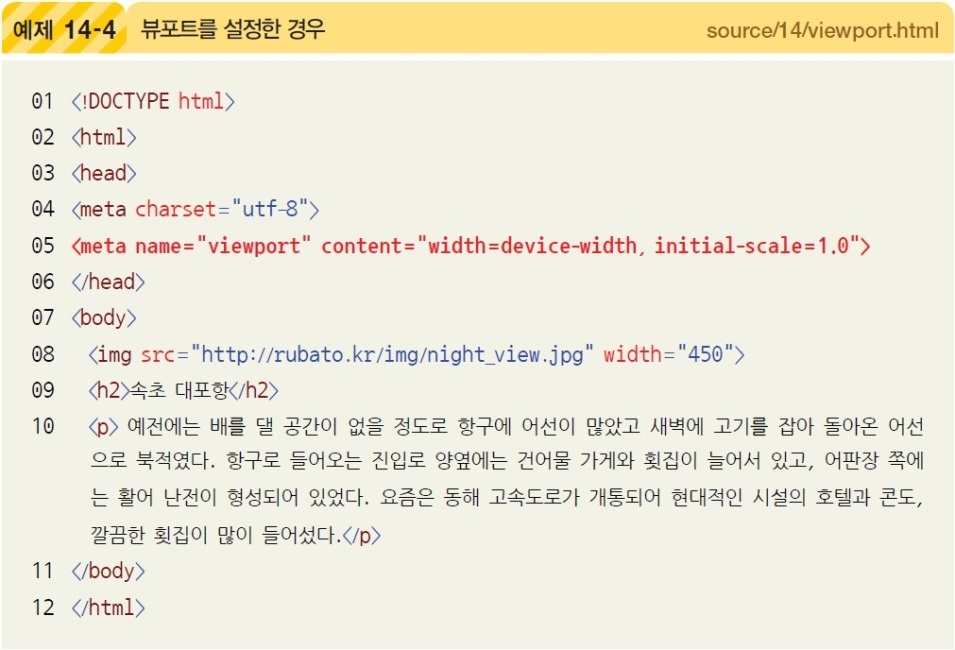 예제 14-4 뷰포트를 설정한 경우 source/14/viewport.html
01 <!DOCTYPE html>
02 <html>
03 <head>
04 <meta charset="utf-8">
05 <meta name="viewport" content="width=device-width, initial-scale=1.0">
06 </head>
07 <body>
08 <img src="http://rubato.kr/img/night_view.jpg" width="450">
09 <h2>속초 대포항</h2>
10 <p> 예전에는 배를 댈 공간이 없을 정도로 항구에 어선이 많았고 새벽에 고기를 잡아 돌아온 어선
으로 북적였다. 항구로 들어오는 진입로 양옆에는 건어물 가게와 횟집이 늘어서 있고, 어판장 쪽에
는 활어 난전이 형성되어 있었다. 요즘은 동해 고속도로가 개통되어 현대적인 시설의 호텔과 콘도,
깔끔한 횟집이 많이 들어섰다.</p>
11 </body>
12 </html>